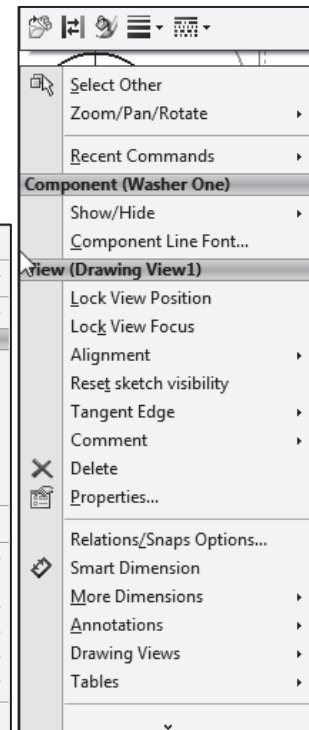 Select Other
Zoom/Pan/Rotate
Recent Commands
Component (Washer One)
Show/Hide
Component Line Font...
View (Drawing View1)
Lock View Position
Lock View Focus
Alignment
Reset sketch visibility
Tangent Edge
Comment
Delete
Properties...
Relations/Snaps Options...
Smart Dimension
More Dimensions
Annotations
Drawing Views
Tables